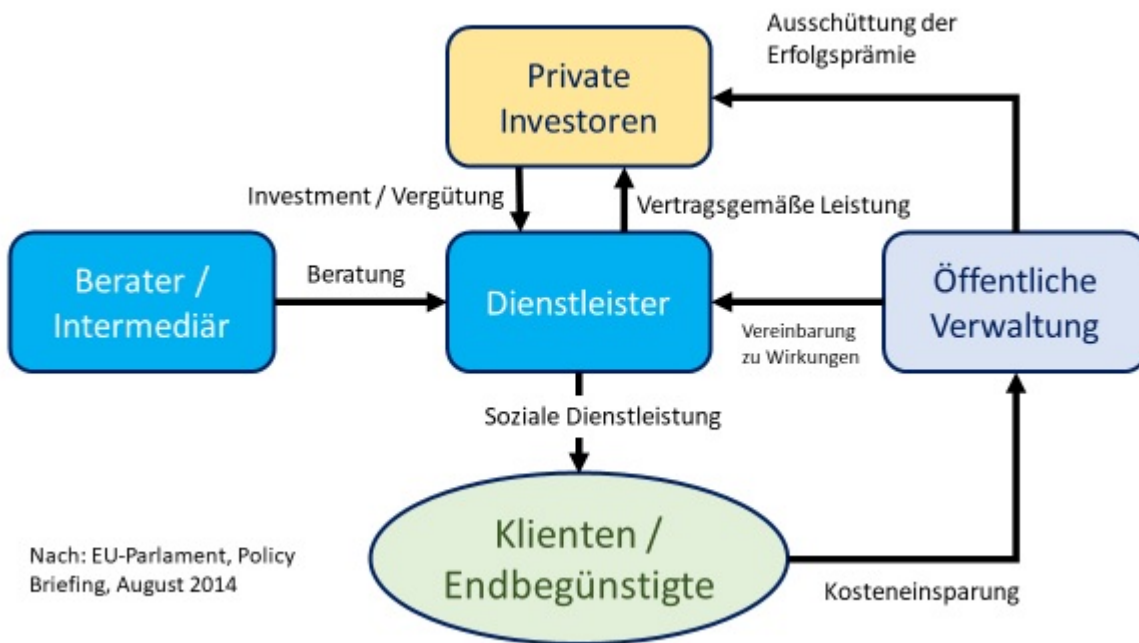 Ausschüttung der
Erfolgsprämie
Private
Investoren
Investment / Vergütung
Vertragsgemäße Leistung
Berater /
Intermediär
Beratung
Dienstleister
Öffentliche
Verwaltung
Vereinbarung
zu Wirkungen
Soziale Dienstleistung
Klienten /
Endbegünstigte
Nach: EU-Parlament, Policy
Briefing, August 2014
Kosteneinsparung